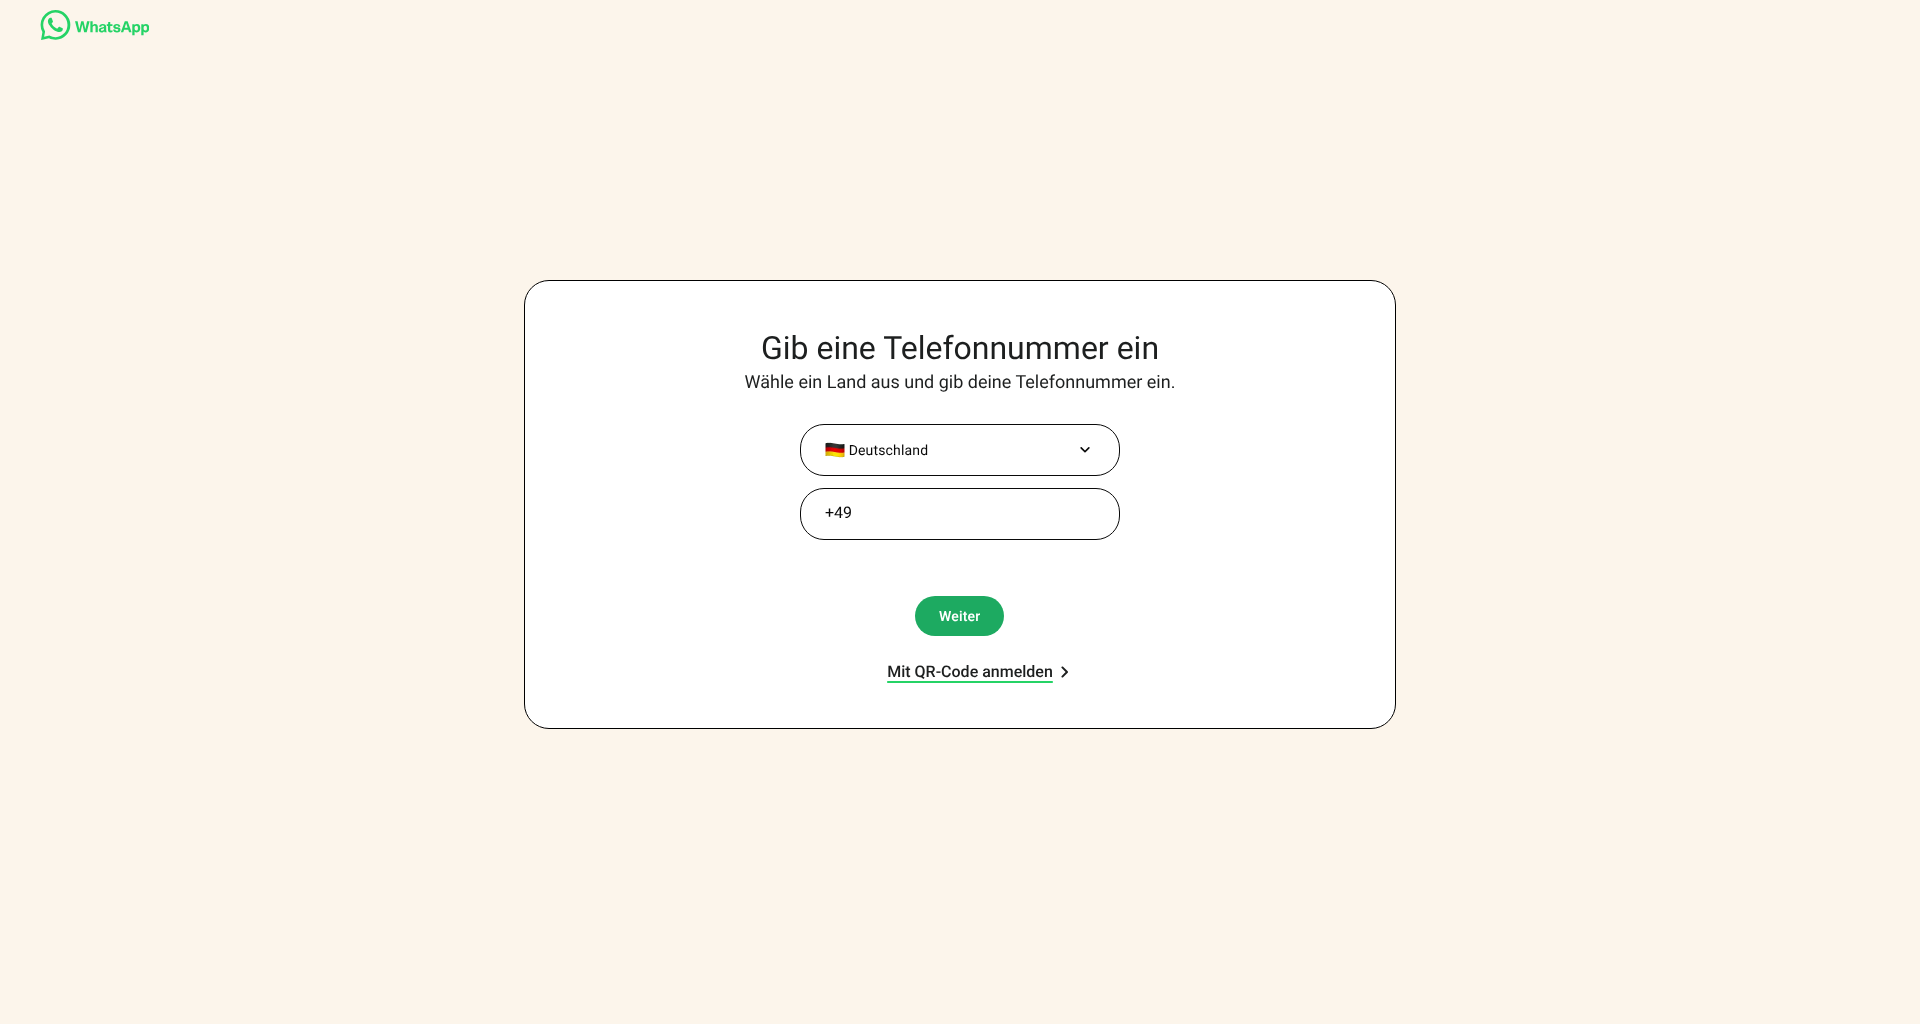 WhatsApp
Gib eine Telefonnummer ein
Wähle ein Land aus und gib deine Telefonnummer ein.
🇩🇪 Deutschland
+49
Weiter
Mit QR-Code anmelden